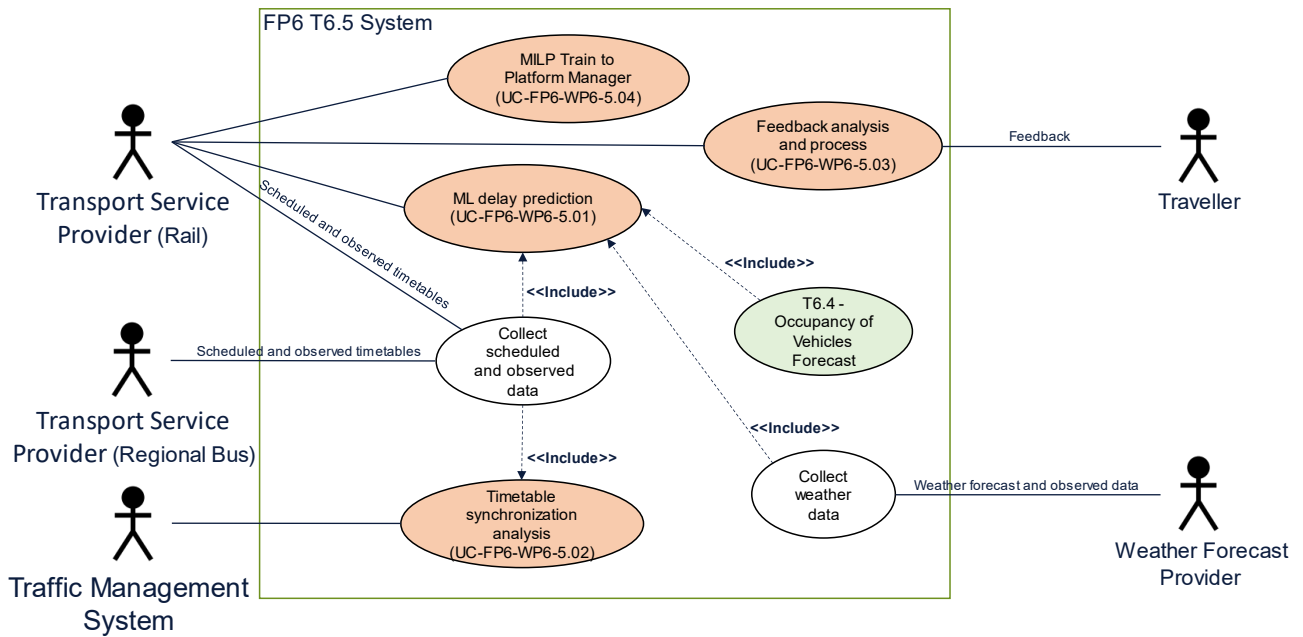 FP6 T6.5 System
MILP Train to
Platform Manager
(UC-FP6-WP6-5.04)
Feedback analysis
and process
(UC-FP6-WP6-5.03)
Feedback
Transport Service
Provider (Rail)
Traveller
Scheduled and observed timetables
ML delay prediction
(UC-FP6-WP6-5.01)
<<Include>>
<<Include>>
T6.4 -
Occupancy of
Vehicles
Forecast
Scheduled and observed timetables
Collect
scheduled
and observed
data
Transport Service
Provider (Regional Bus)
<<Include>>
<<Include>>
Collect
weather
data
Weather forecast and observed data
Timetable
synchronization
analysis
(UC-FP6-WP6-5.02)
Weather Forecast
Provider
Traffic Management
System